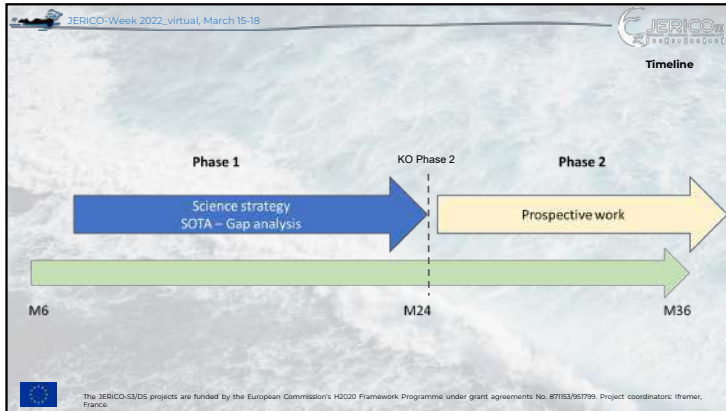 JERICO-Week 2022_virtual, March 15-18
JERICO
Timeline
Phase 1
KO Phase 2
Phase 2
Science strategy
SOTA – Gap analysis
Prospective work
M6
M24
M36
The JERICO-S3/DS projects are funded by the European Commission's H2020 Framework Programme under grant agreements No. 871153/951799. Project coordinators: Ifremer,
France.